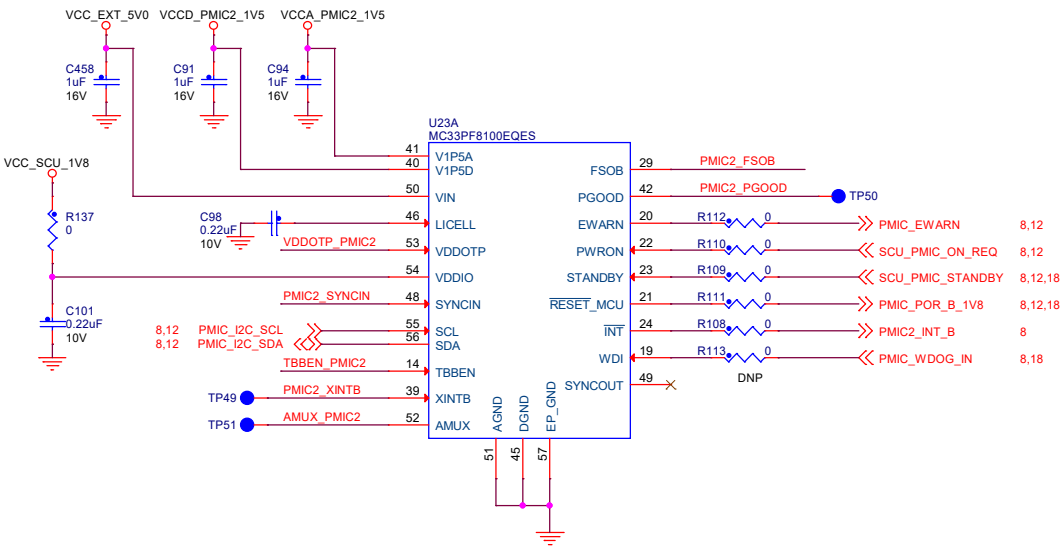 VCC_EXT_5V0 VCCD_PMIC2_1V5 VCCA_PMIC2_1V5
C458 1uF 16V
C91 1uF 16V
C94 1uF 16V
U23A
MC33PF8100EQES
VCC_SCU_1V8
R137 0
C101 0.22uF 10V
C98 0.22uF 10V
41 V1P5A
40 V1P5D
50 VIN
46 LICELL
VDDOTP_PMIC2 53 VDDOTP
54 VDDIO
PMIC2_SYNCIN 48 SYNCIN
8,12 PMIC_I2C_SCL 55 SCL
8,12 PMIC_I2C_SDA 56 SDA
TBBEN_PMIC2 14 TBBEN
TP49 PMIC2_XINTB 39 XINTB
TP51 AMUX_PMIC2 52 AMUX
FSOB 29 PMIC2_FSOB
PGOOD 42 PMIC2_PGOOD TP50
EWARN 20 R112 0 PMIC_EWARN 8,12
PWRON 22 R110 0 SCU_PMIC_ON_REQ 8,12
STANDBY 23 R109 0 SCU_PMIC_STANDBY 8,12,18
RESET_MCU 21 R111 0 PMIC_POR_B_1V8 8,12,18
INT 24 R108 0 PMIC2_INT_B 8
WDI 19 R113 0 PMIC_WDOG_IN 8,18
DNP
SYNCOUT 49
AGND DGND EP_GND
51 45 57